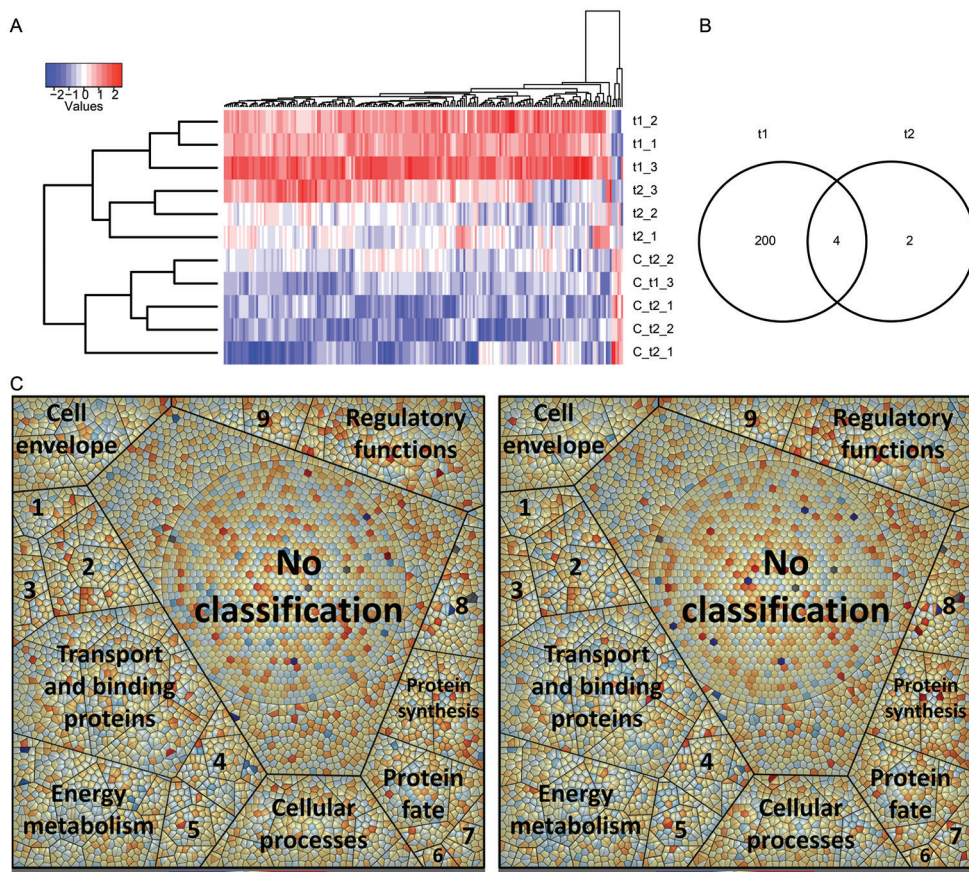 A
B
−2 −1 0 1 2
Values
t1_2
t1_1
t1_3
t2_3
t2_2
t2_1
C_t2_2
C_t1_3
C_t2_1
C_t2_2
C_t2_1
t1 t2
200 4 2
C
Cell
envelope
9
Regulatory
functions
1
2
3
No
classification
8
Transport
and binding
proteins
Protein
synthesis
4
Energy
metabolism
5
Cellular
processes
Protein
fate
7
6
Cell
envelope
9
Regulatory
functions
1
2
3
No
classification
8
Transport
and binding
proteins
Protein
synthesis
4
Energy
metabolism
5
Cellular
processes
Protein
fate
7
6